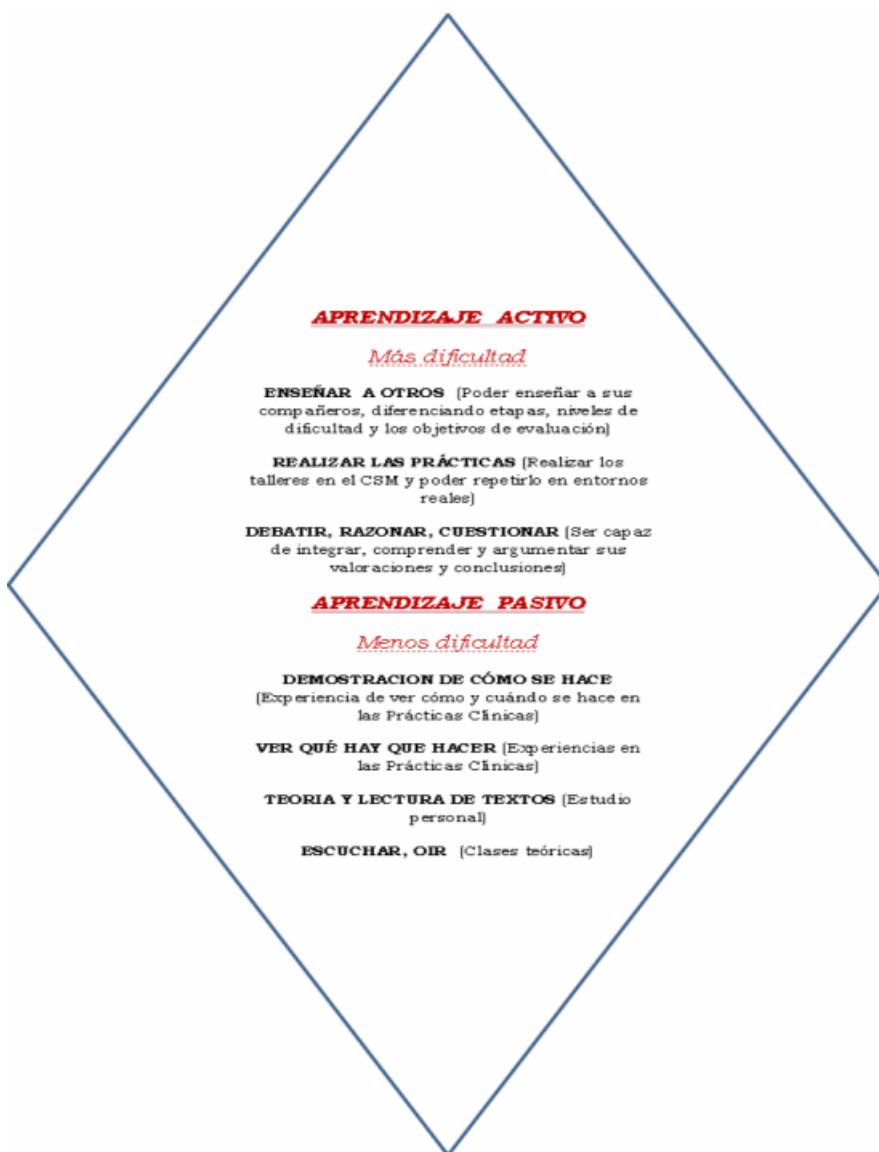 APRENDIZAJE ACTIVO
Más dificultad
ENSEÑAR A OTROS (Poder enseñar a sus
compañeros, diferenciando etapas, niveles de
dificultad y los objetivos de evaluación)
REALIZAR LAS PRÁCTICAS (Realizar los
talleres en el CSM y poder repetirlo en entornos
reales)
DEBATIR, RAZONAR, CUESTIONAR (Ser capaz
de integrar, comprender y argumentar sus
valoraciones y conclusiones)
APRENDIZAJE PASIVO
Menos dificultad
DEMOSTRACION DE CÓMO SE HACE
(Experiencia de ver cómo y cuándo se hace en
las Prácticas Clínicas)
VER QUÉ HAY QUE HACER (Experiencias en
las Prácticas Clínicas)
TEORIA Y LECTURA DE TEXTOS (Estudio
personal)
ESCUCHAR, OIR (Clases teóricas)